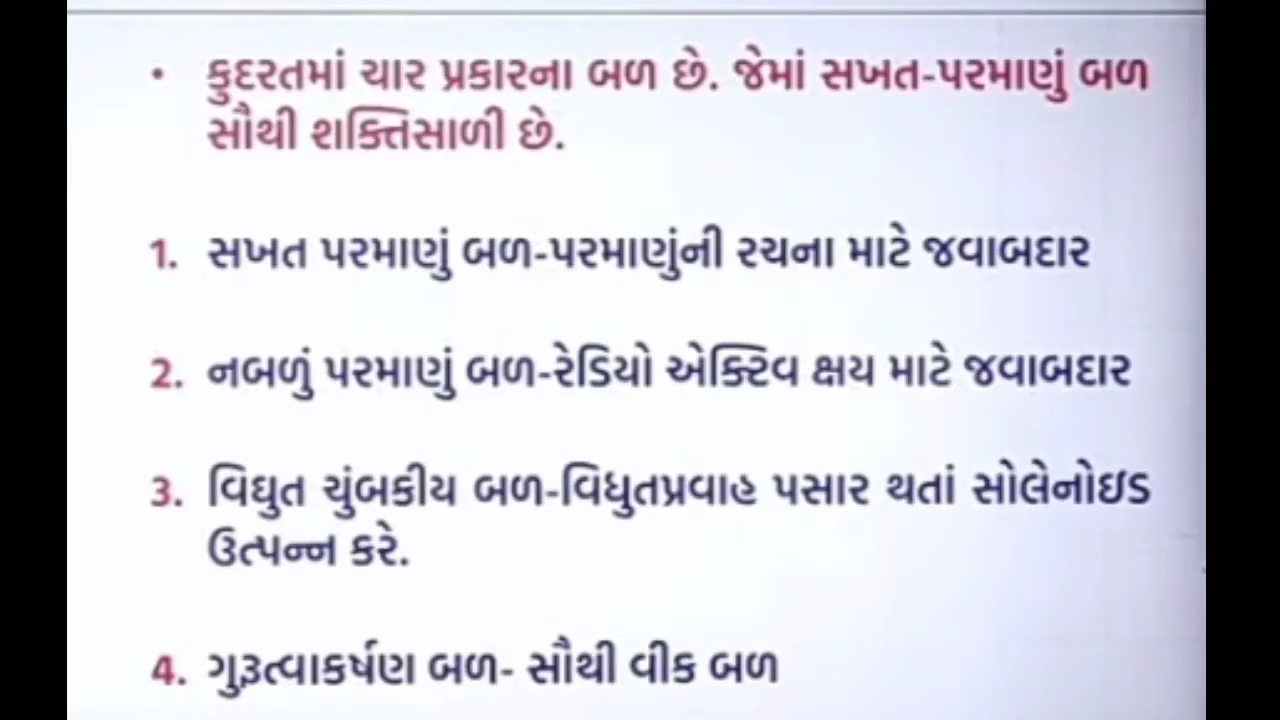 • કુદરતમાં ચાર પ્રકારના બળ છે. જેમાં સખત-પરમાણું બળ
સૌથી શક્તિસાળી છે.
1. સખત પરમાણું બળ-પરમાણુંની રચના માટે જવાબદાર
2. નબળું પરમાણું બળ-રેડિયો એક્ટિવ ક્ષય માટે જવાબદાર
3. વિદ્યુત ચુંબકીય બળ-વિધુતપ્રવાહ પસાર થતાં સોલેનોઇડ
ઉત્પન્ન કરે.
4. ગુરૂત્વાકર્ષણ બળ- સૌથી વીક બળ